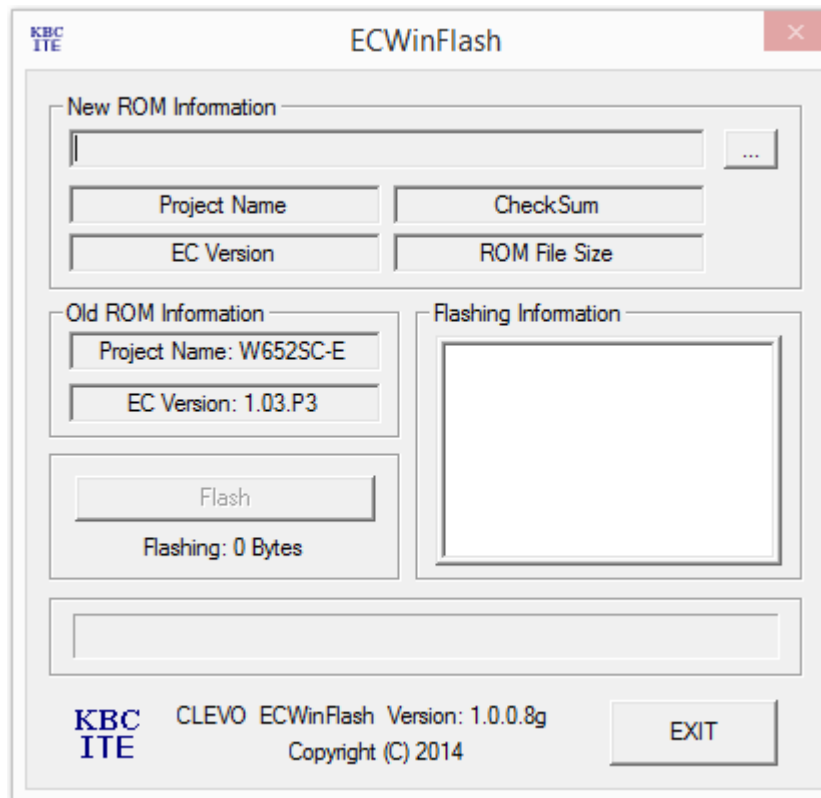 KBC
ITE
ECWinFlash
New ROM Information
...
Project Name
CheckSum
EC Version
ROM File Size
Old ROM Information
Project Name: W652SC-E
EC Version: 1.03.P3
Flashing Information
Flash
Flashing: 0 Bytes
KBC
ITE
CLEVO ECWinFlash Version: 1.0.0.8g
Copyright (C) 2014
EXIT